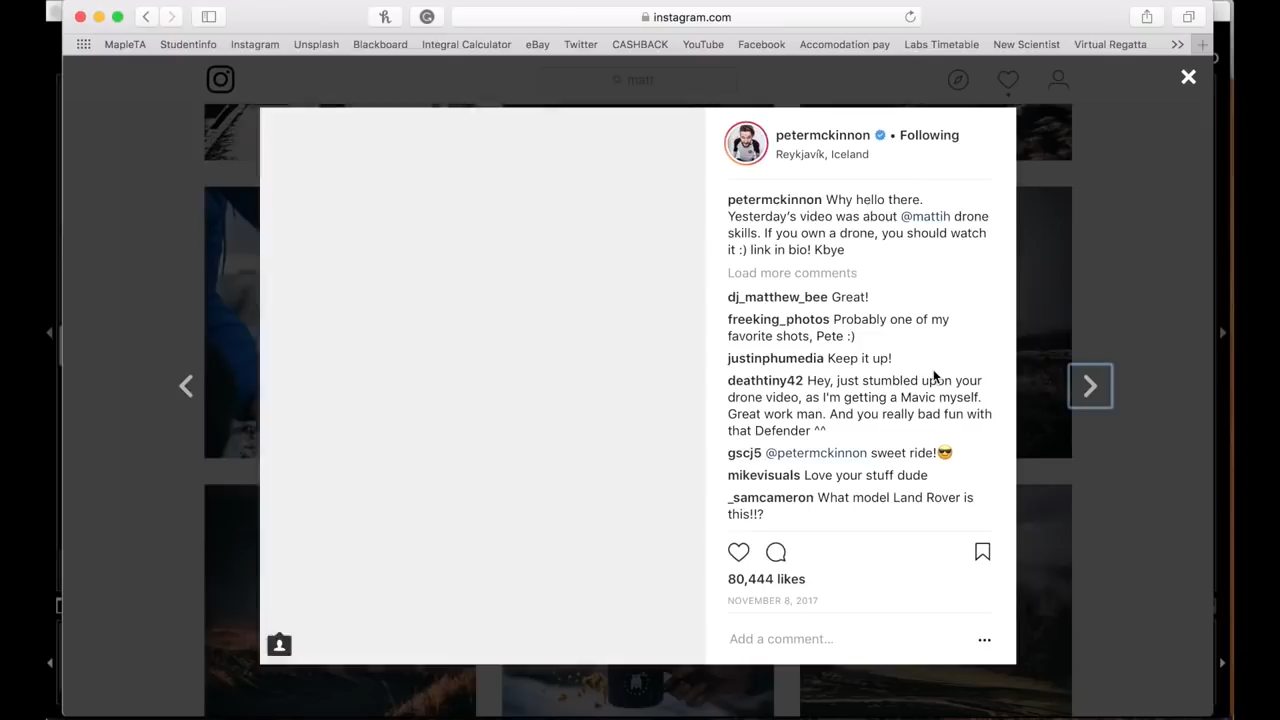 instagram.com
MapleTA Studentinfo Instagram Unsplash Blackboard Integral Calculator eBay Twitter CASHBACK YouTube Facebook Accomodation pay Labs Timetable New Scientist Virtual Regatta >>
matt
petermckinnon • Following
Reykjavík, Iceland
petermckinnon Why hello there.
Yesterday's video was about @mattih drone
skills. If you own a drone, you should watch
it :) link in bio! Kbye
Load more comments
dj_matthew_bee Great!
freeking_photos Probably one of my
favorite shots, Pete :)
justinphumedia Keep it up!
deathtiny42 Hey, just stumbled upon your
drone video, as I'm getting a Mavic myself.
Great work man. And you really bad fun with
that Defender ^^
gscj5 @petermckinnon sweet ride!😎
mikevisuals Love your stuff dude
_samcameron What model Land Rover is
this!!?
80,444 likes
NOVEMBER 8, 2017
Add a comment...